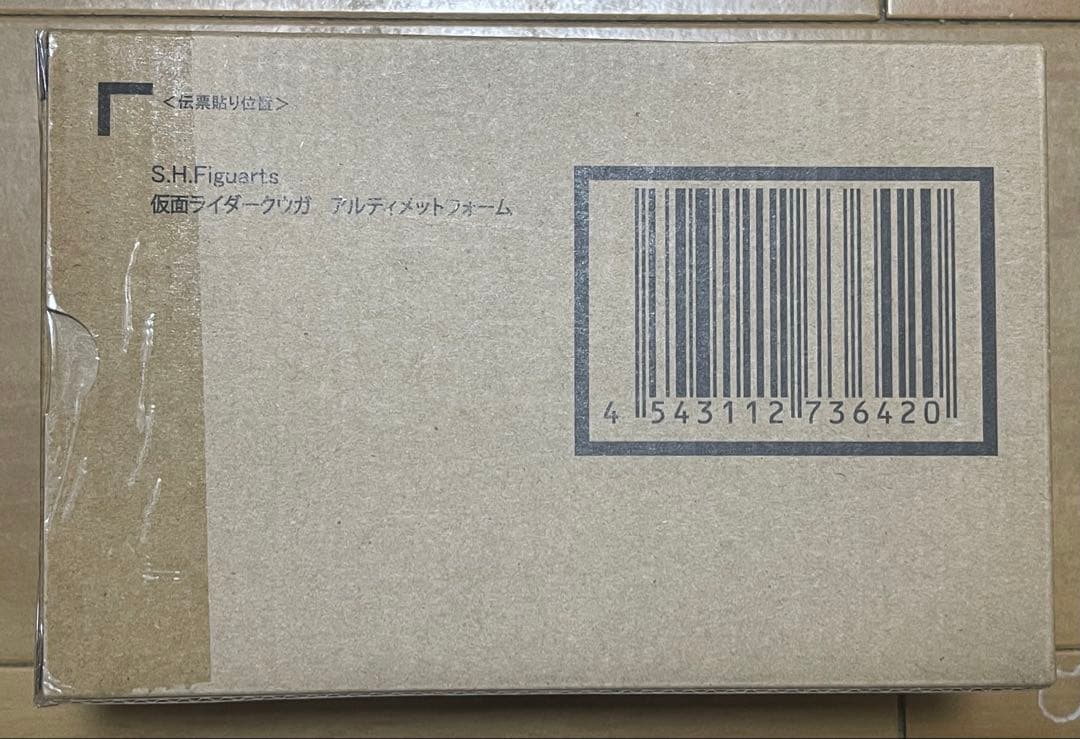 <伝票貼り位置>
S.H.Figuarts
仮面ライダークウガ　アルティメットフォーム
4 543112 736420